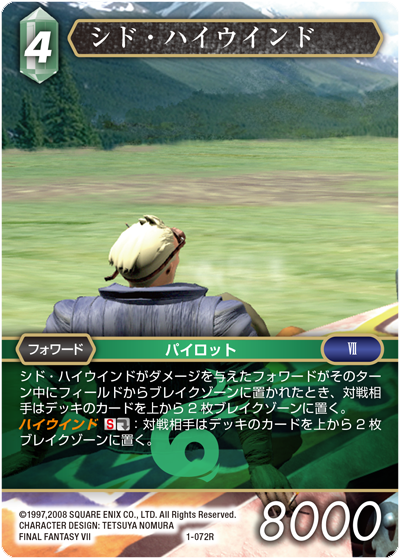 4
シド・ハイウインド
フォワード
パイロット
VII
シド・ハイウインドがダメージを与えたフォワードがそのター
ン中にフィールドからブレイクゾーンに置かれたとき、対戦相
手はデッキのカードを上から2枚ブレイクゾーンに置く。
ハイウインド S：対戦相手はデッキのカードを上から2枚
ブレイクゾーンに置く。
©1997,2008 SQUARE ENIX CO., LTD. All Rights Reserved.
CHARACTER DESIGN: TETSUYA NOMURA
FINAL FANTASY VII
1-072R
8000